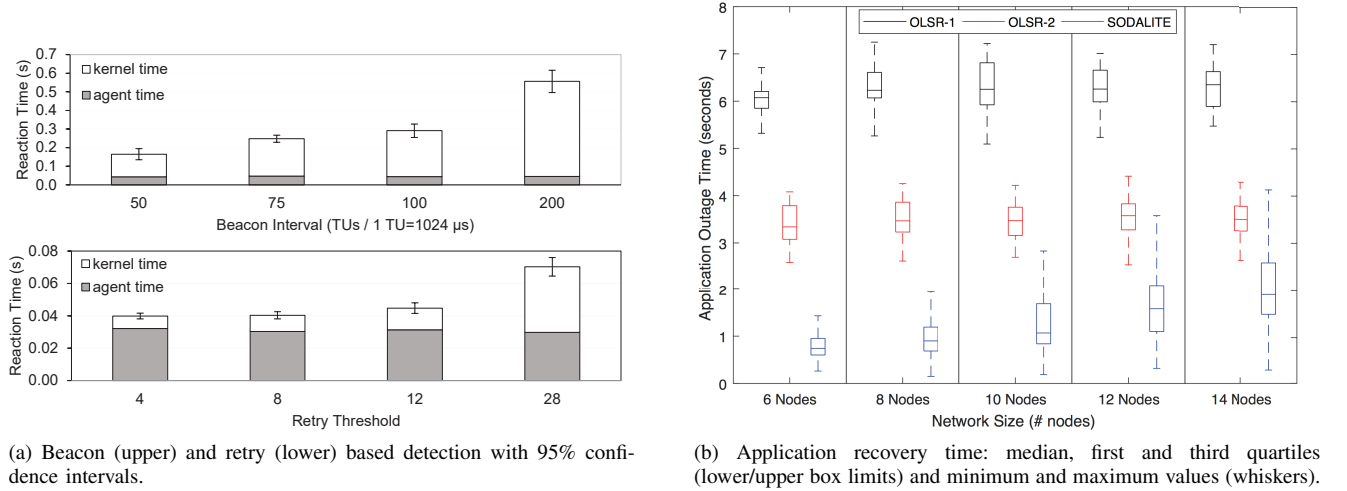 0.7
0.6
0.5
0.4
0.3
0.2
0.1
0.0
Reaction Time (s)
kernel time
agent time
50 75 100 200
Beacon Interval (TUs / 1 TU=1024 µs)
0.08
0.06
0.04
0.02
0.00
Reaction Time (s)
kernel time
agent time
4 8 12 28
Retry Threshold
(a) Beacon (upper) and retry (lower) based detection with 95% confi-
dence intervals.
8
7
6
5
4
3
2
1
0
Application Outage Time (seconds)
OLSR-1 OLSR-2 SODALITE
6 Nodes 8 Nodes 10 Nodes 12 Nodes 14 Nodes
Network Size (# nodes)
(b) Application recovery time: median, first and third quartiles
(lower/upper box limits) and minimum and maximum values (whiskers).